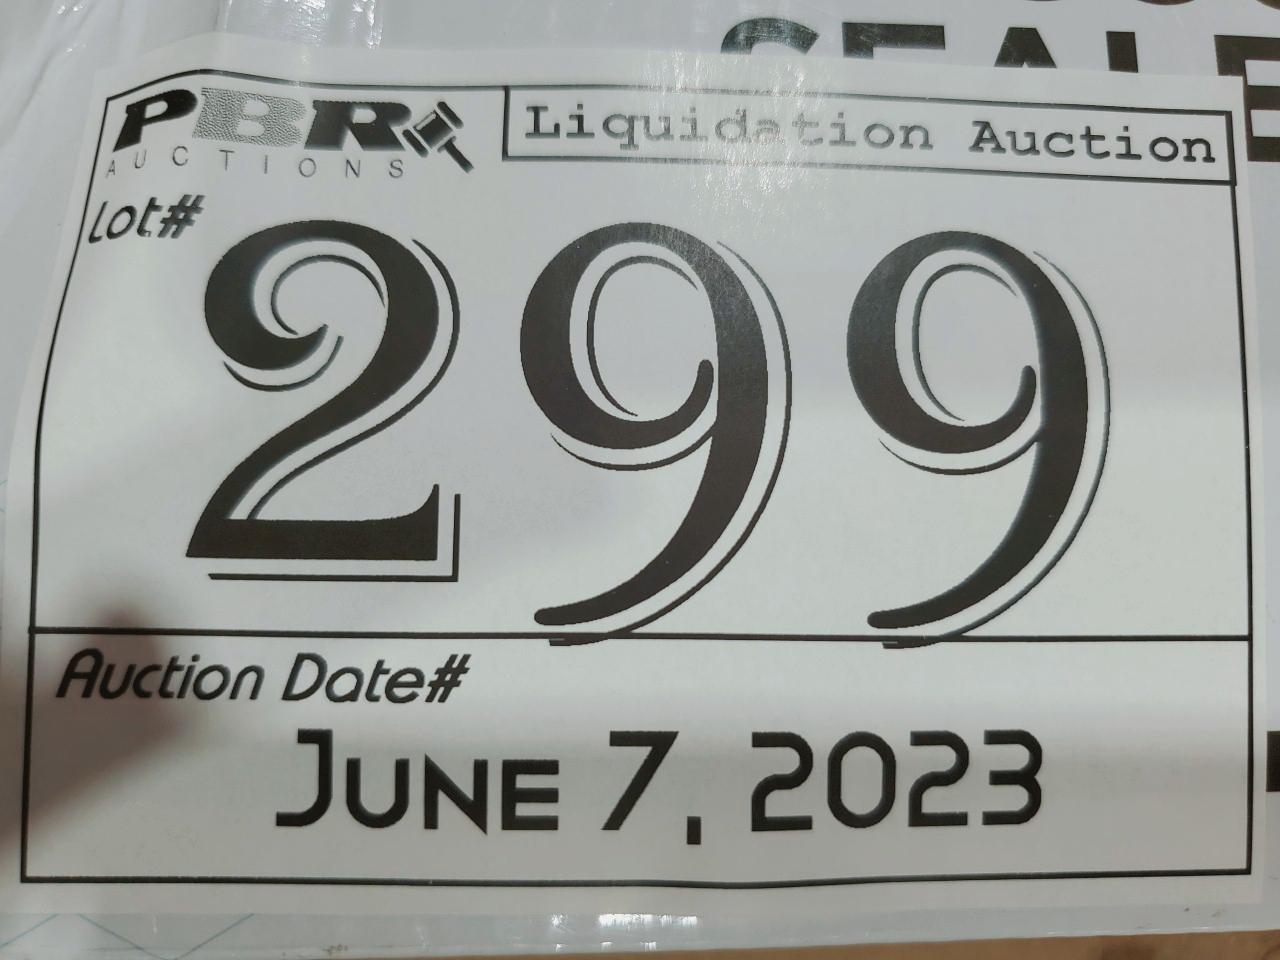 PBR
AUCTIONS
Liquidation Auction
Lot#
299
Auction Date#
JUNE 7, 2023